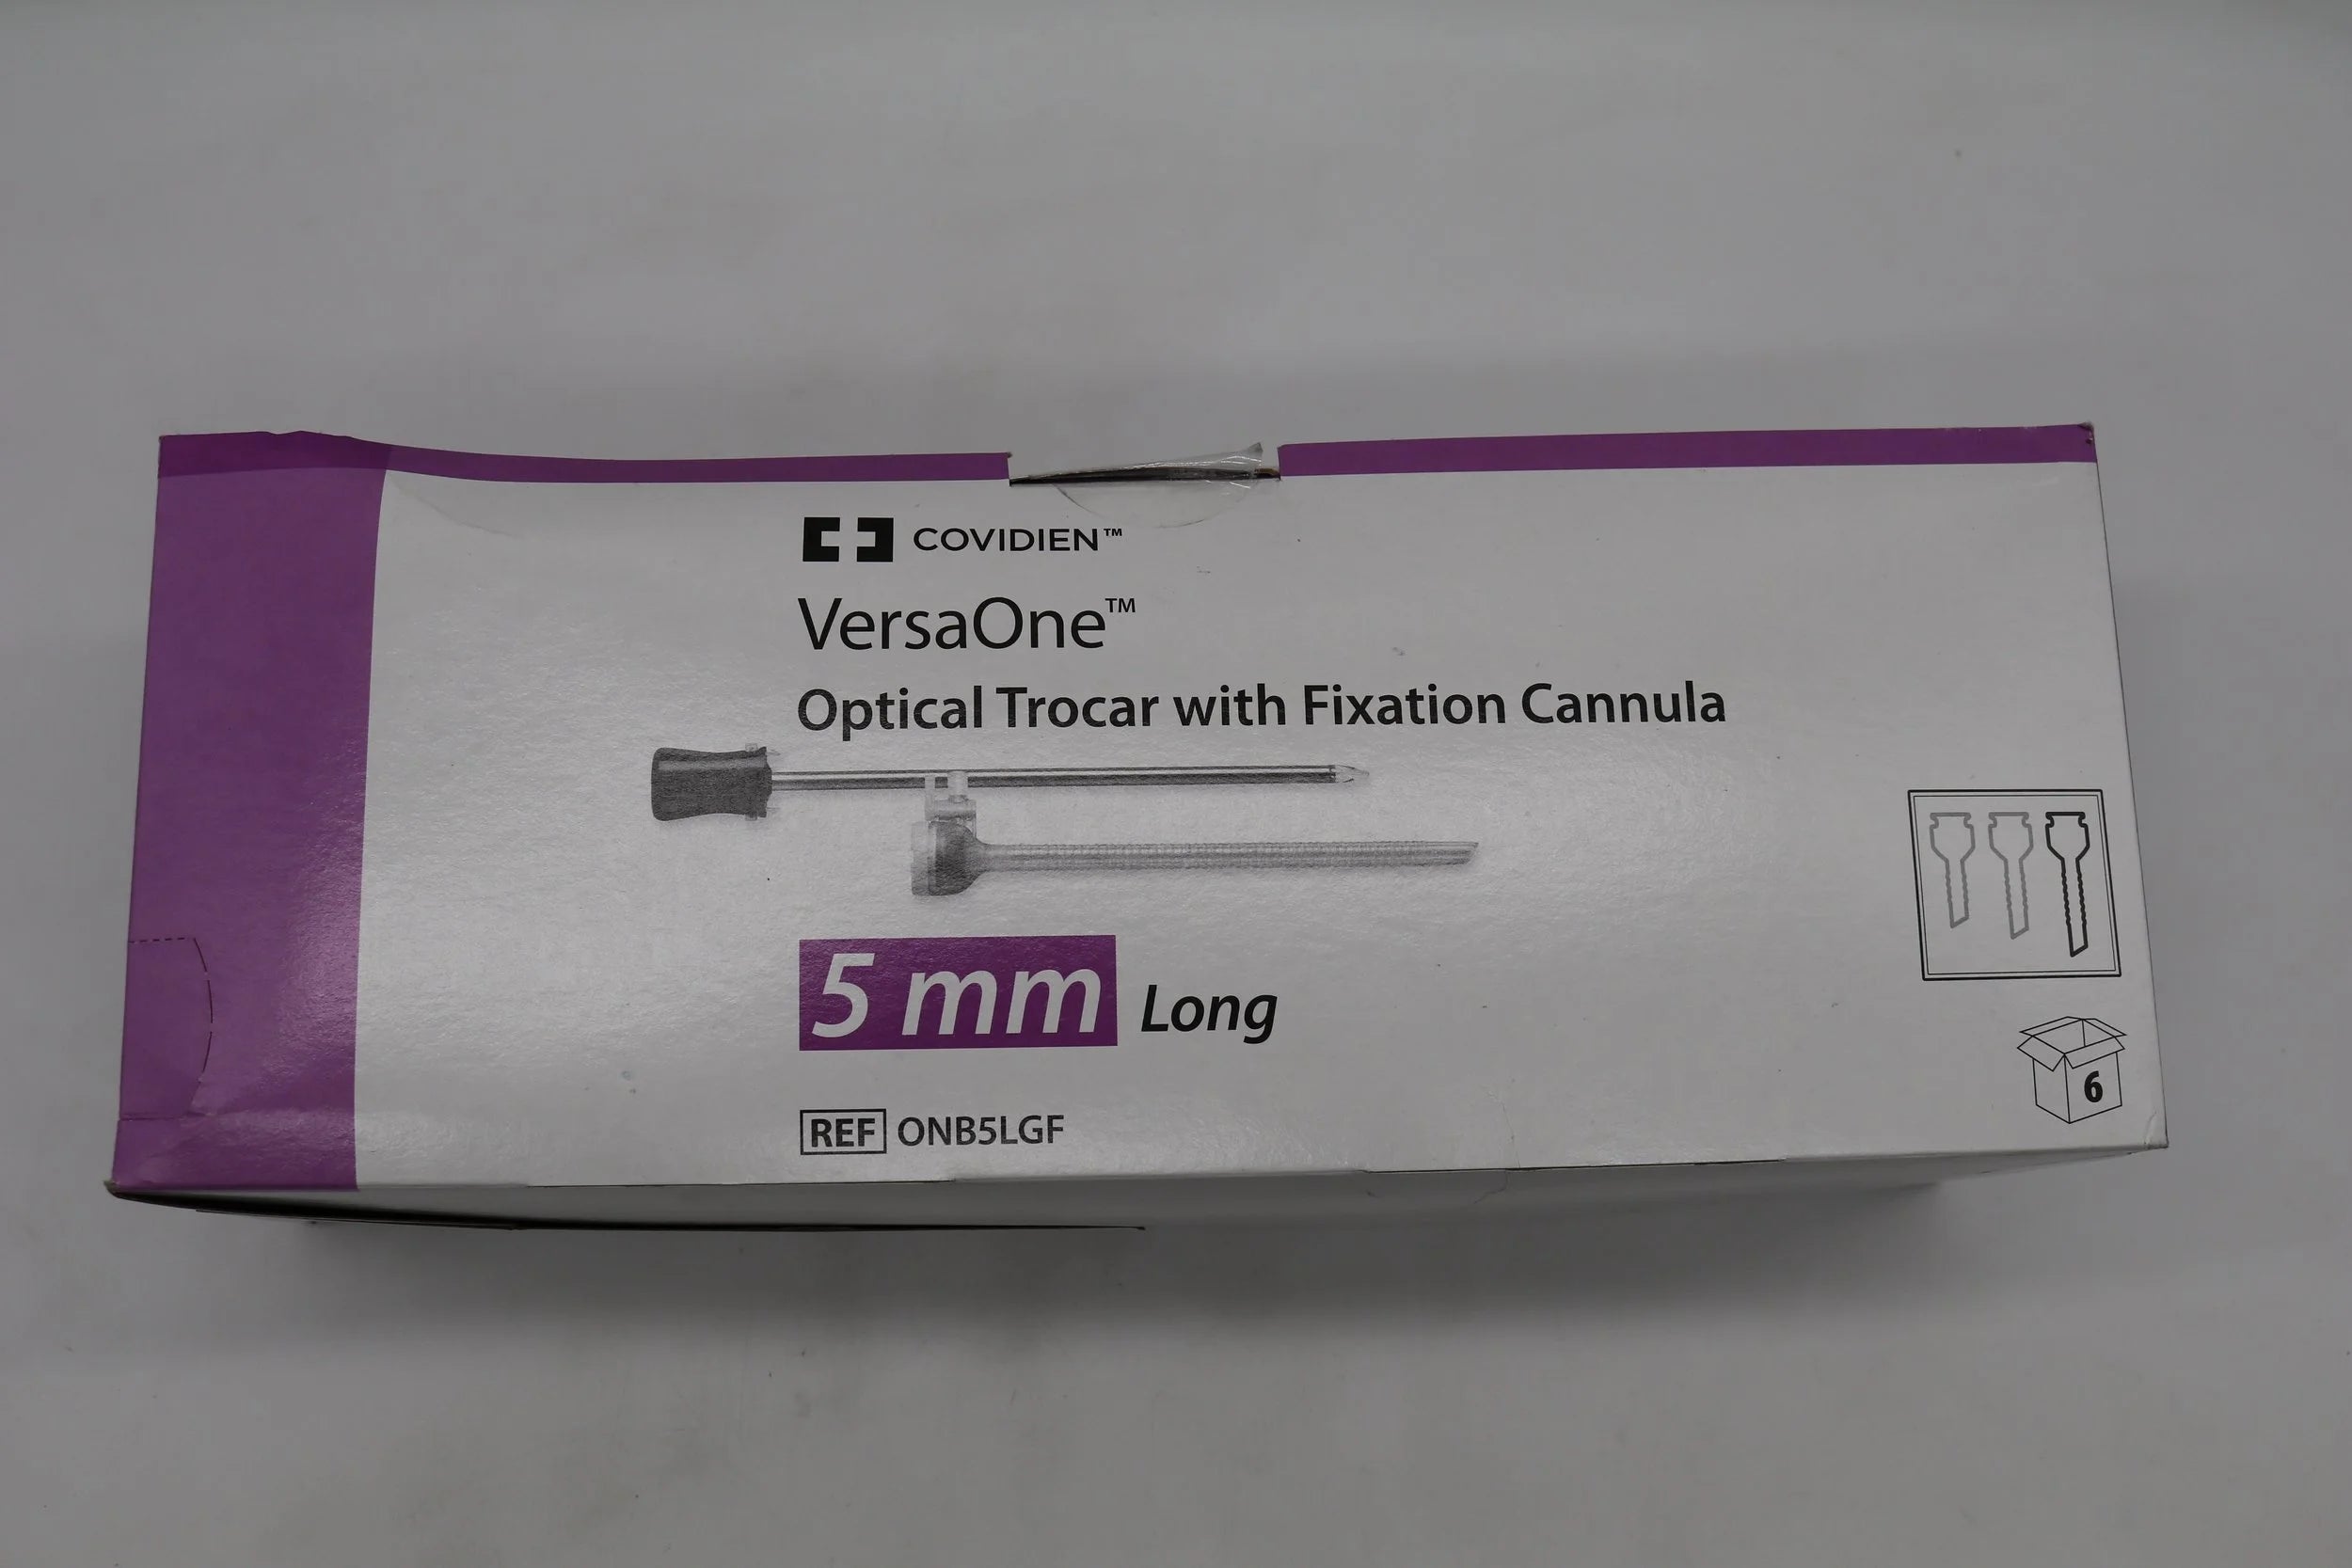 COVIDIEN™
VersaOne™
Optical Trocar with Fixation Cannula
5 mm Long
REF ONB5LGF
6